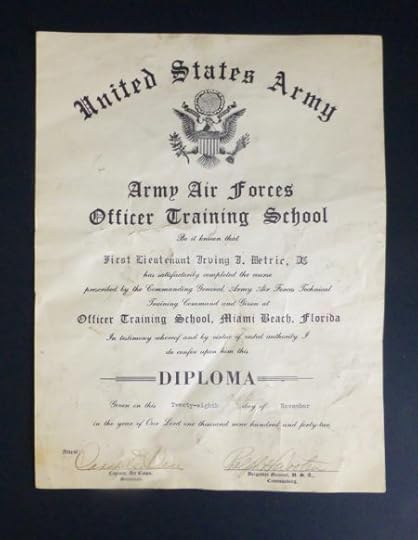 United States Army
Army Air Forces
Officer Training School
Be it known that
First Lieutenant Irving
has satisfactorily completed the course
prescribed by the Commanding General, Army Air Forces Technical
Training Command and Given at
Officer Training School, Miami Beach, Florida
In testimony whereof and by virtue of vested authority I
do confer upon him this
DIPLOMA
Given in this Twenty-eighth day of November
in the year of Our Lord one thousand nine hundred and forty-two.
Attest:
Captain, Air Corps,
Brigadier General, U. S. A.,
Secretary.
Commanding.